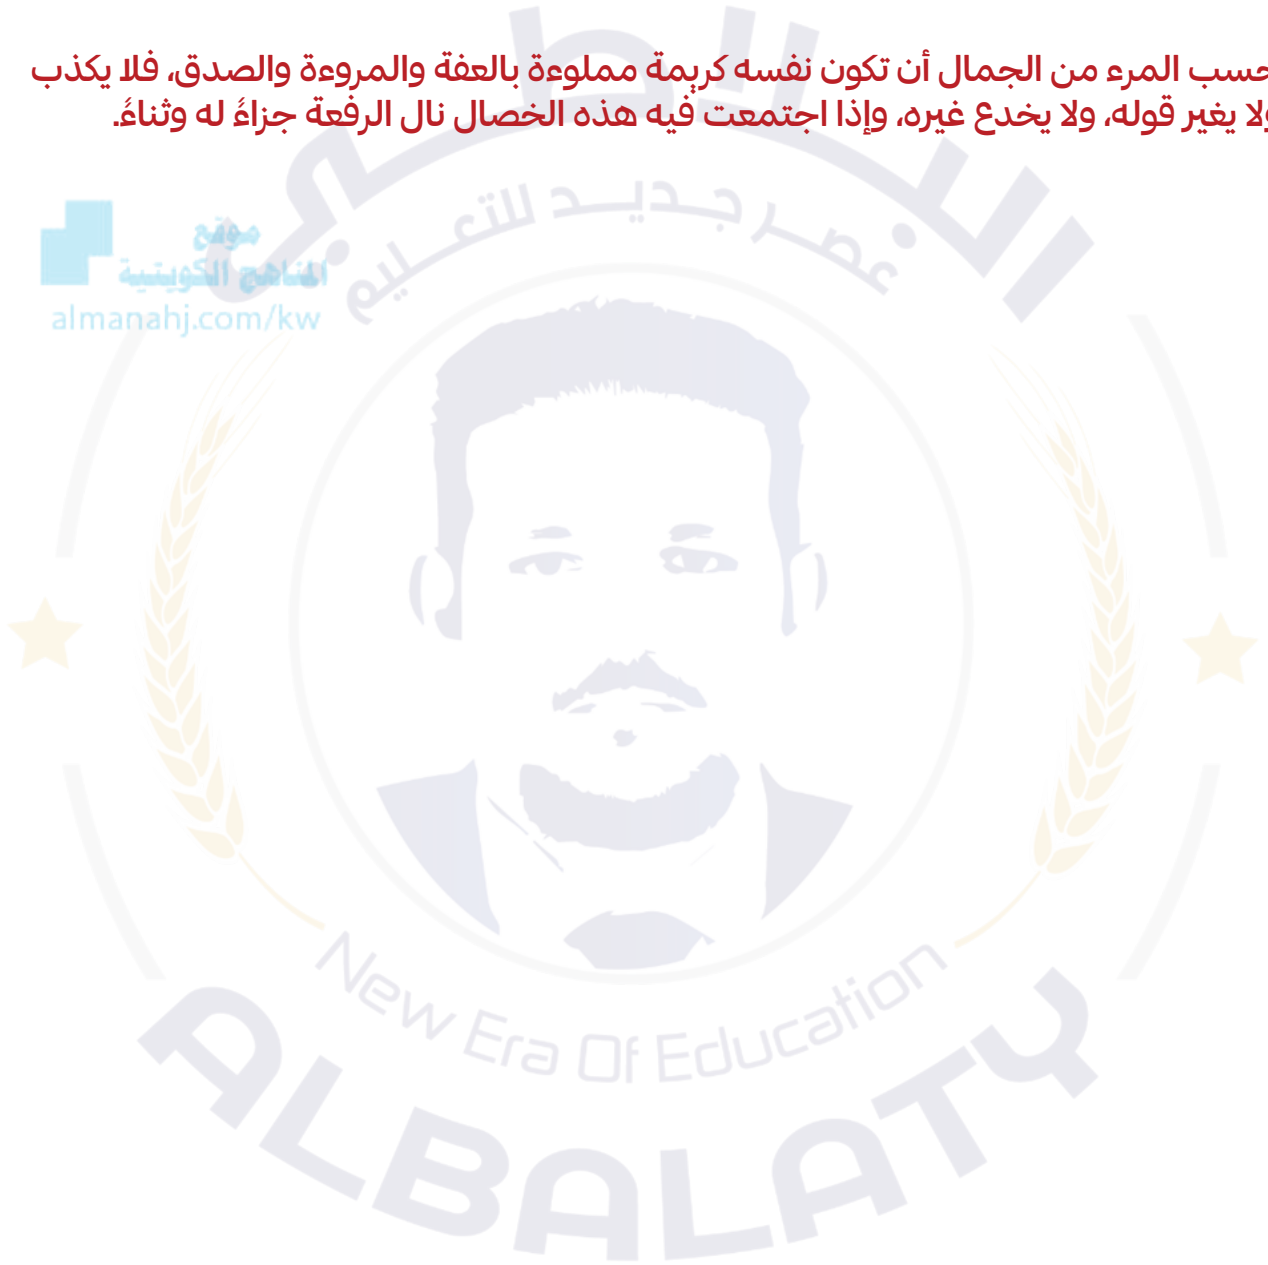 حسب المرء من الجمال أن تكون نفسه كريمة مملوءة بالعفة والمروءة والصدق، فلا يكذب
ولا يغير قوله، ولا يخدع غيره، وإذا اجتمعت فيه هذه الخصال نال الرفعة جزاءً له وثناءً.
البلاطي
عصر جديد للتعليم
موقع
المناهج الكويتية
almanahj.com/kw
New Era Of Education
ALBALATY